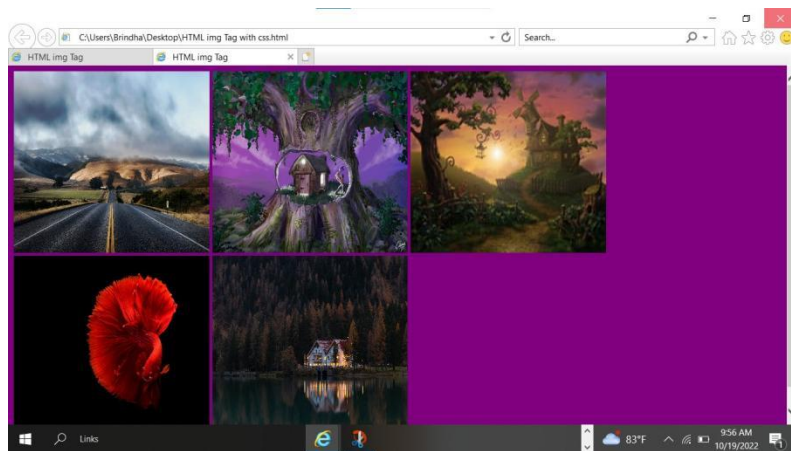 C:\Users\Brindha\Desktop\HTML img Tag with css.html
Search...
HTML img Tag
HTML img Tag
Links
83°F
9:56 AM
10/19/2022